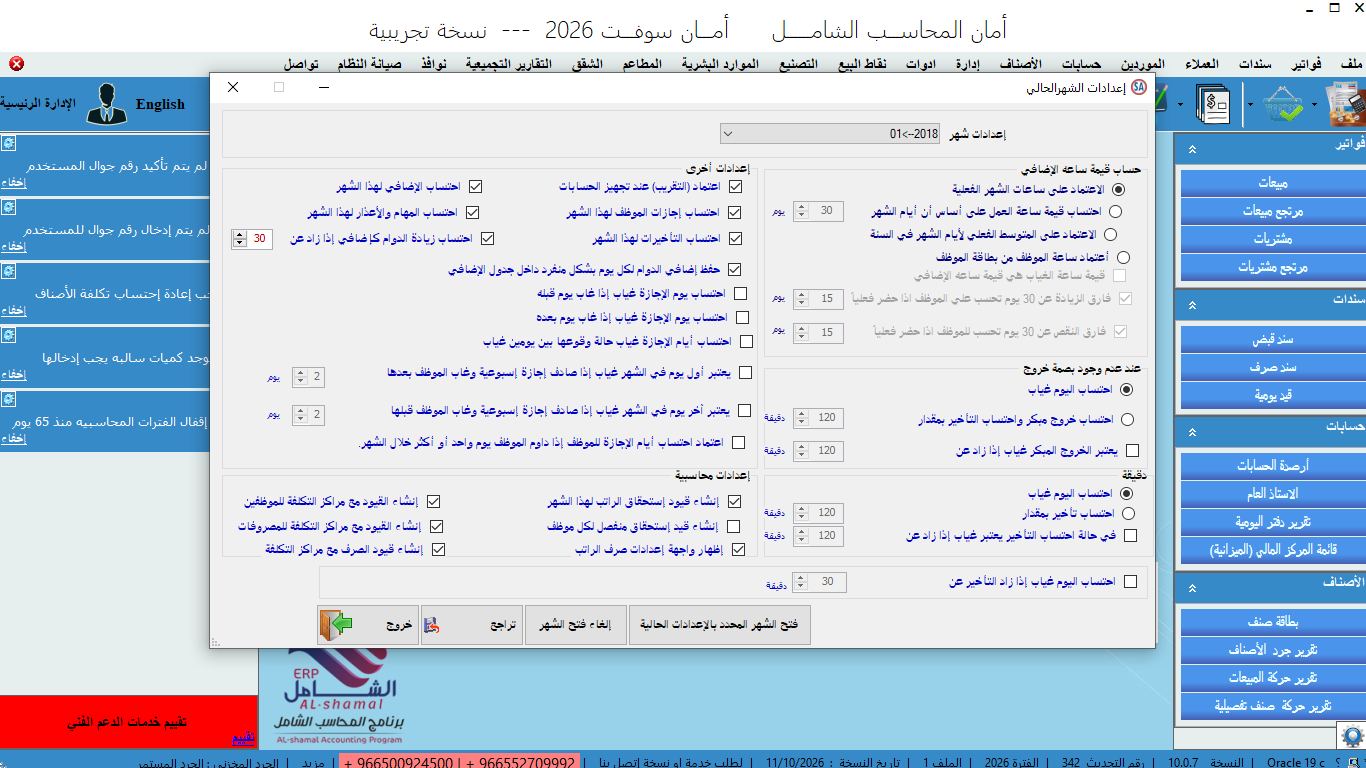 أمان المحاسب الشامل أمان سوفت 2026 --- نسخة تجريبية
ملف فواتير سندات العملاء الموردين حسابات الأصناف إدارة ادوات نقاط البيع التصنيع الموارد البشرية المطاعم الشقق التقارير التجميعية نوافذ صيانة النظام تواصل
English
الإدارة الرئيسية
لم يتم تأكيد رقم جوال المستخدم
إخفاء
لم يتم إدخال رقم جوال للمستخدم
إخفاء
إعادة إحتساب تكلفة الأصناف
إخفاء
كميات سالبه يجب إدخالها
إخفاء
إقفال الفترات المحاسبيه منذ 65 يوم
إخفاء
تقييم خدمات الدعم الفني
تقييم
إعدادات الشهرالحالي
إعدادات شهر
2018-->01
حساب قيمة ساعه الإضافي
الاعتماد على ساعات الشهر الفعلية
احتساب قيمة ساعة العمل على أساس أن أيام الشهر 30 يوم
الاعتماد على المتوسط الفعلي لأيام الشهر في السنة
أعتماد ساعة الموظف من بطاقة الموظف
قيمة ساعة الغياب هي قيمة ساعه الإضافي
فارق الزيادة عن 30 يوم تحسب علي الموظف اذا حضر فعلياً 15 يوم
فارق النقص عن 30 يوم تحسب للموظف اذا حضر فعلياً 15 يوم
عند عدم وجود بصمة خروج
احتساب اليوم غياب
احتساب خروج مبكر واحتساب التأخير بمقدار 120 دقيقة
يعتبر الخروج المبكر غياب إذا زاد عن 120 دقيقة
دقيقة
احتساب اليوم غياب
احتساب تأخير بمقدار 120 دقيقة
في حالة احتساب التأخير يعتبر غياب إذا زاد عن 120 دقيقة
إعدادات أخرى
اعتماد (التقريب) عند تجهيز الحسابات
احتساب الإضافي لهذا الشهر
احتساب إجازات الموظف لهذا الشهر
احتساب المهام والأعذار لهذا الشهر
احتساب التأخيرات لهذا الشهر
احتساب زيادة الدوام كإضافي إذا زاد عن 30
حفظ إضافي الدوام لكل يوم بشكل منفرد داخل جدول الإضافي
احتساب يوم الإجازة غياب إذا غاب يوم قبله
احتساب يوم الإجازة غياب إذا غاب يوم بعده
احتساب أيام الإجازة غياب حالة وقوعها بين يومين غياب
يعتبر أول يوم في الشهر غياب إذا صادف إجازة إسبوعية وغاب الموظف بعدها 2 يوم
يعتبر آخر يوم في الشهر غياب إذا صادف إجازة إسبوعية وغاب الموظف قبلها 2 يوم
اعتماد احتساب أيام الإجازة للموظف إذا داوم الموظف يوم واحد أو أكثر خلال الشهر.
إعدادات محاسبية
إنشاء قيود إستحقاق الراتب لهذا الشهر
إنشاء القيود مع مراكز التكلفة للموظفين
إنشاء قيد إستحقاق منفصل لكل موظف
إنشاء القيود مع مراكز التكلفة للمصروفات
إظهار واجهة إعدادات صرف الراتب
إنشاء قيود الصرف مع مراكز التكلفة
احتساب اليوم غياب إذا زاد التأخير عن 30 دقيقة
فتح الشهر المحدد بالإعدادات الحالية
إلغاء فتح الشهر
تراجع
خروج
فواتير
مبيعات
مرتجع مبيعات
مشتريات
مرتجع مشتريات
سندات
سند قبض
سند صرف
قيد يومية
حسابات
أرصدة الحسابات
الاستاذ العام
تقرير دفتر اليومية
قائمة المركز المالي (الميزانية)
الأصناف
بطاقة صنف
تقرير جرد الأصناف
تقرير حركة المبيعات
تقرير حركة صنف تفصيلية
ERP
الشامل
AL-shamal
برنامج المحاسب الشامل
AL-shamal Accounting Program
Oracle 19 c | النسخة 10.0.7 | رقم التحديث 342 | الفترة 2026 | الملف 1 | تاريخ النسخة : 11/10/2026 | لطلب خدمة او نسخة إتصل بنا | 966552709992 + | 966500924500 + | مزيد | الجرد المخزني : الجرد المستمر